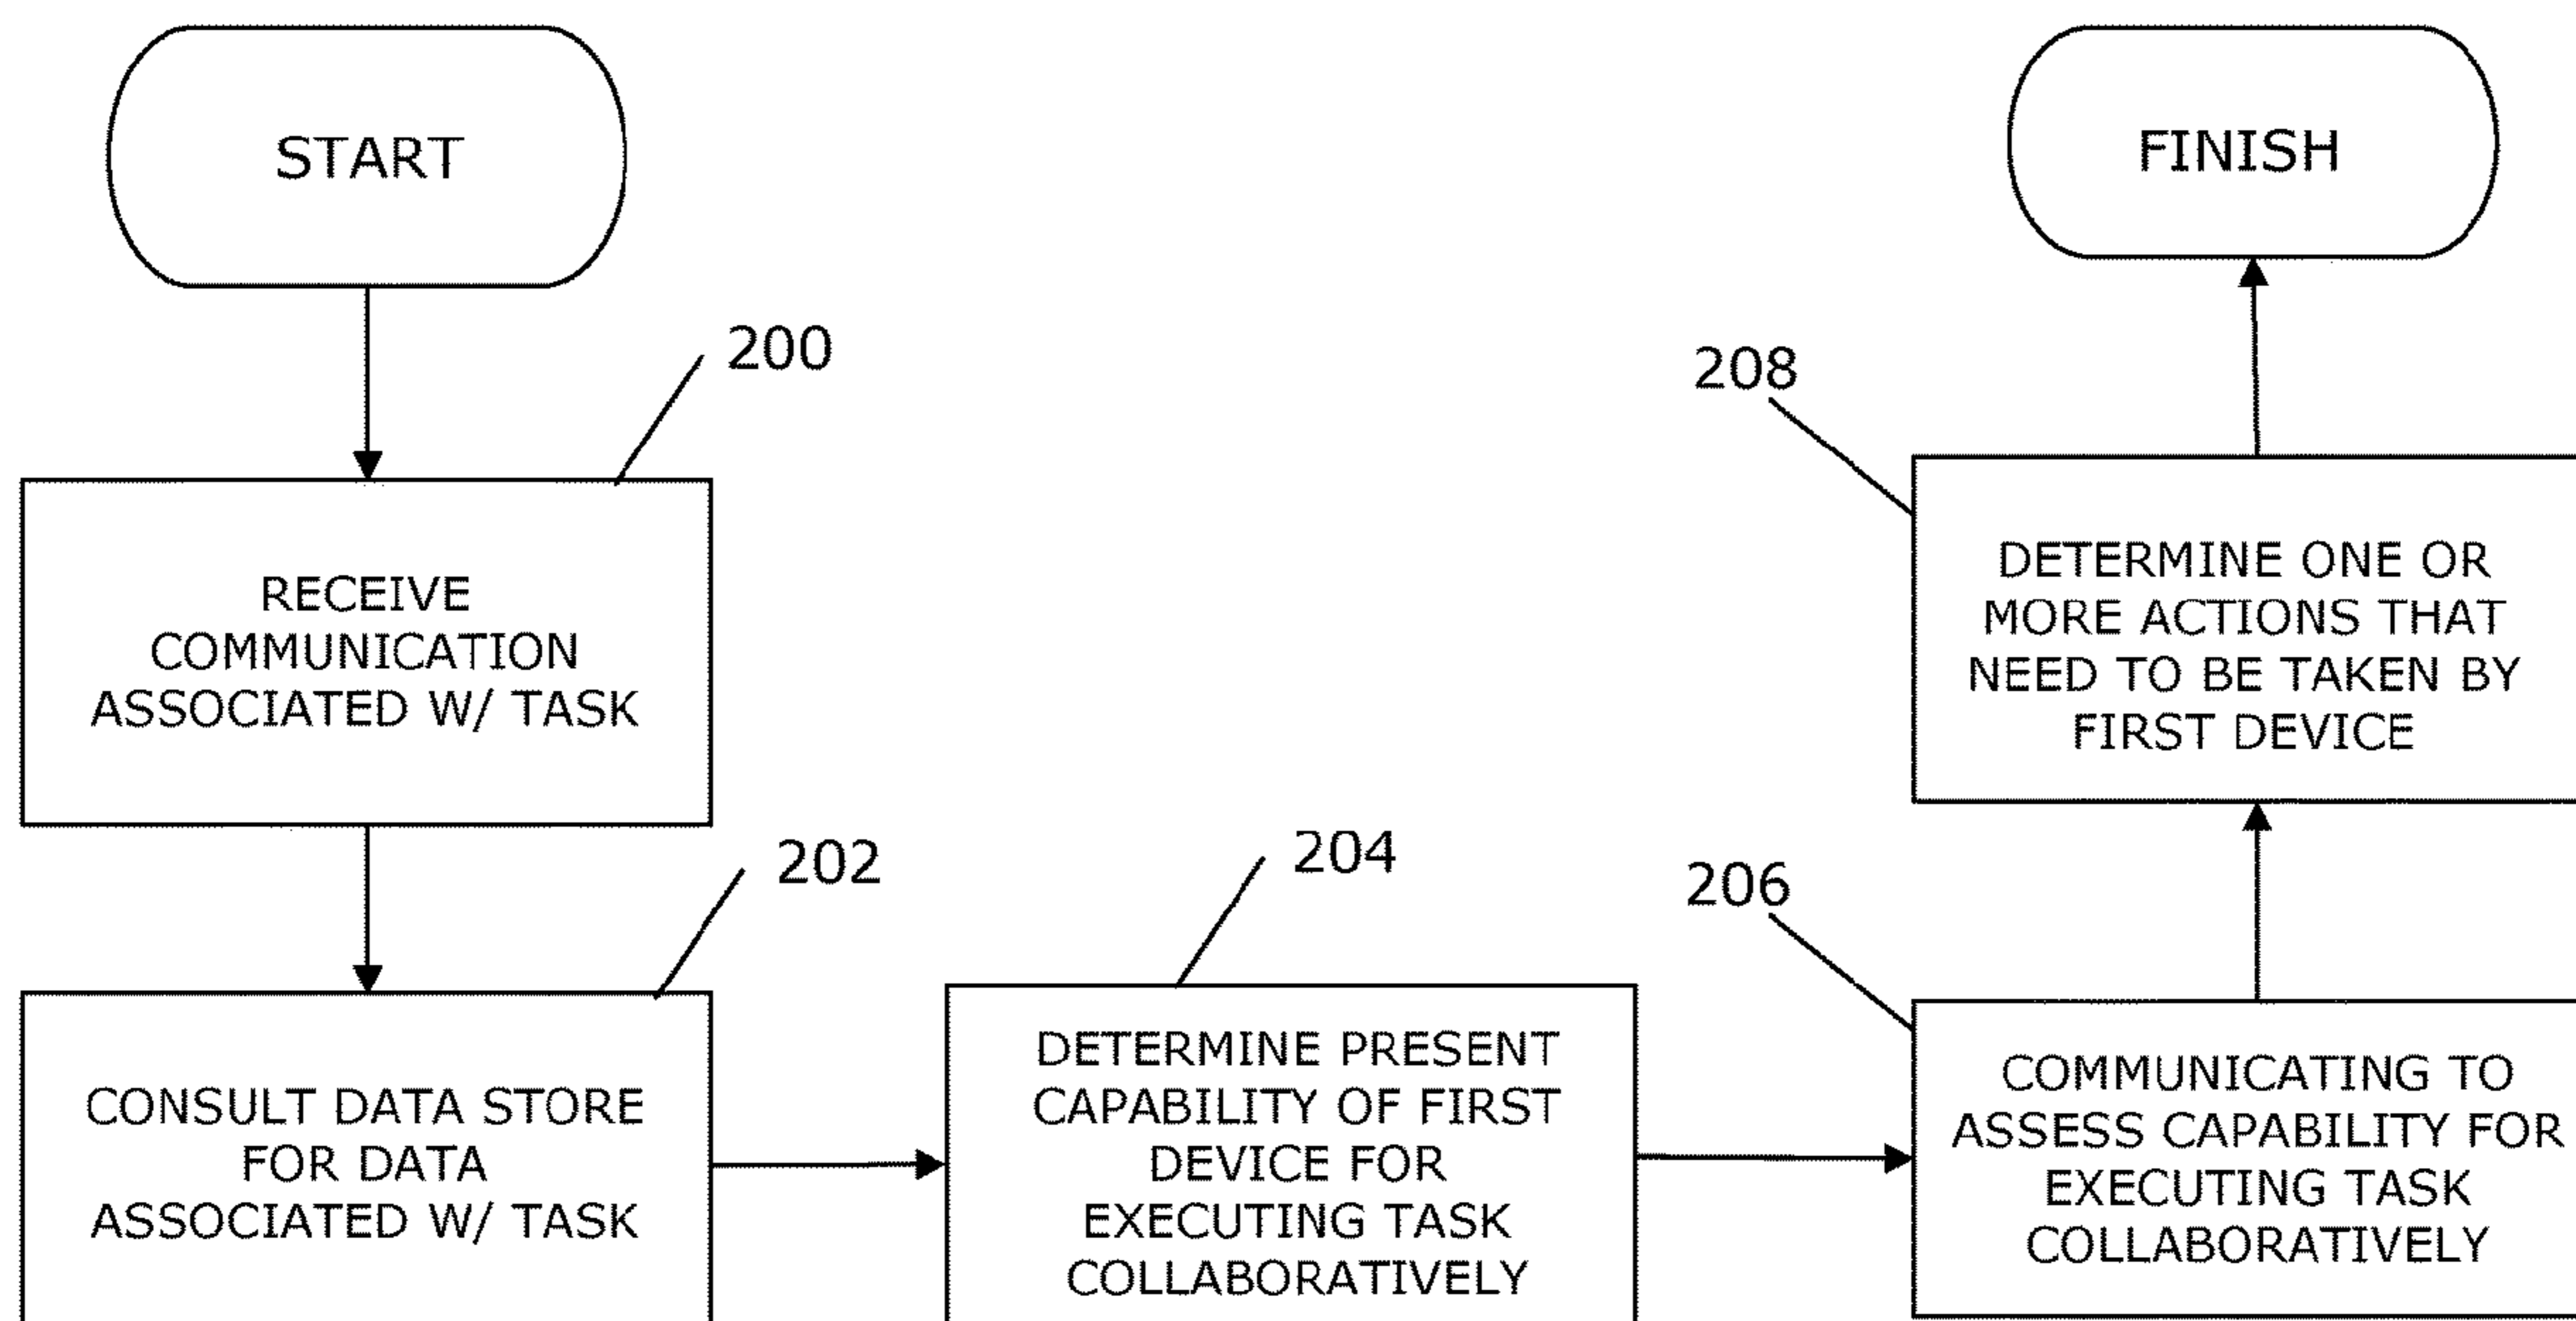 START
200
RECEIVE
COMMUNICATION
ASSOCIATED W/ TASK
202
CONSULT DATA STORE
FOR DATA
ASSOCIATED W/ TASK
204
DETERMINE PRESENT
CAPABILITY OF FIRST
DEVICE FOR
EXECUTING TASK
COLLABORATIVELY
206
COMMUNICATING TO
ASSESS CAPABILITY FOR
EXECUTING TASK
COLLABORATIVELY
208
DETERMINE ONE OR
MORE ACTIONS THAT
NEED TO BE TAKEN BY
FIRST DEVICE
FINISH